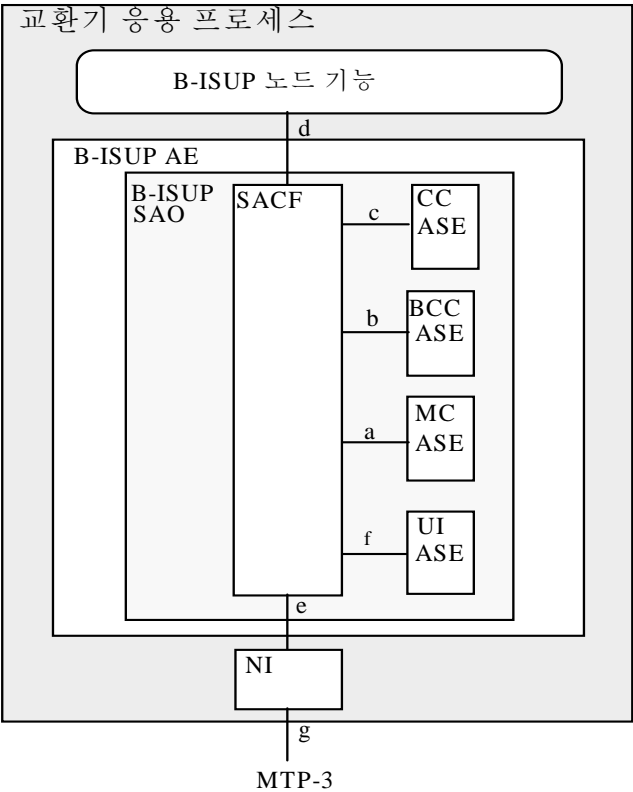 교환기 응용 프로세스
B-ISUP 노드 기능
d
B-ISUP AE
B-ISUP
SAO
SACF
c
CC
ASE
b
BCC
ASE
a
MC
ASE
f
UI
ASE
e
NI
g
MTP-3